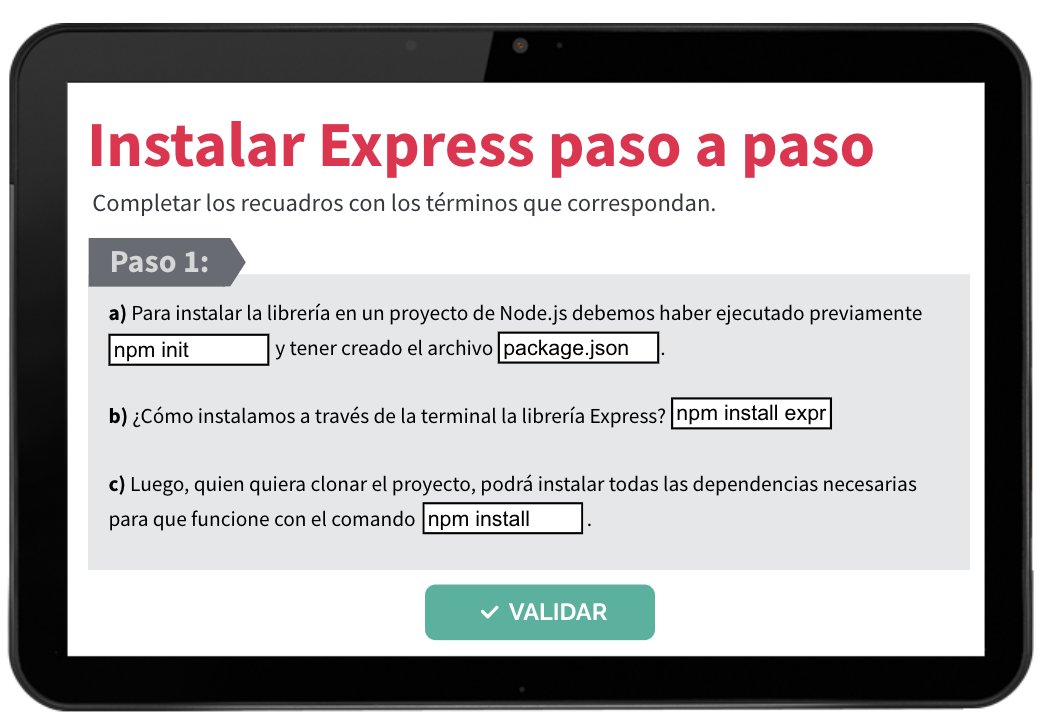 Instalar Express paso a paso
Completar los recuadros con los términos que correspondan.
Paso 1:
a) Para instalar la librería en un proyecto de Node.js debemos haber ejecutado previamente
npm init y tener creado el archivo package.json.
b) ¿Cómo instalamos a través de la terminal la librería Express? npm install expr
c) Luego, quien quiera clonar el proyecto, podrá instalar todas las dependencias necesarias
para que funcione con el comando npm install .
VALIDAR